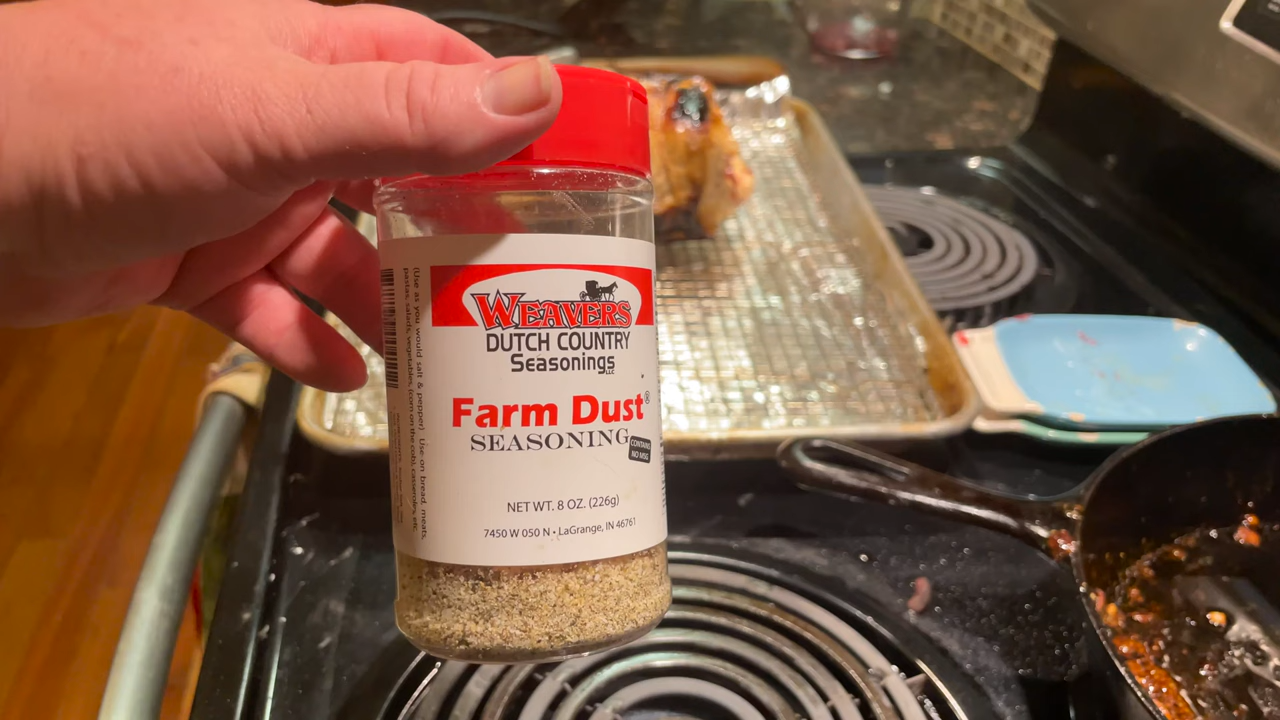 WEAVERS
DUTCH COUNTRY
Seasonings LLC
Farm Dust®
SEASONING
CONTAINS
NO MSG
NET WT. 8 OZ. (226g)
7450 W 050 N • LaGrange, IN 46761
(Use as you would salt & pepper) Use on bread, meats,
pastas, salads, vegetables, (corn on the cob), casseroles, etc.